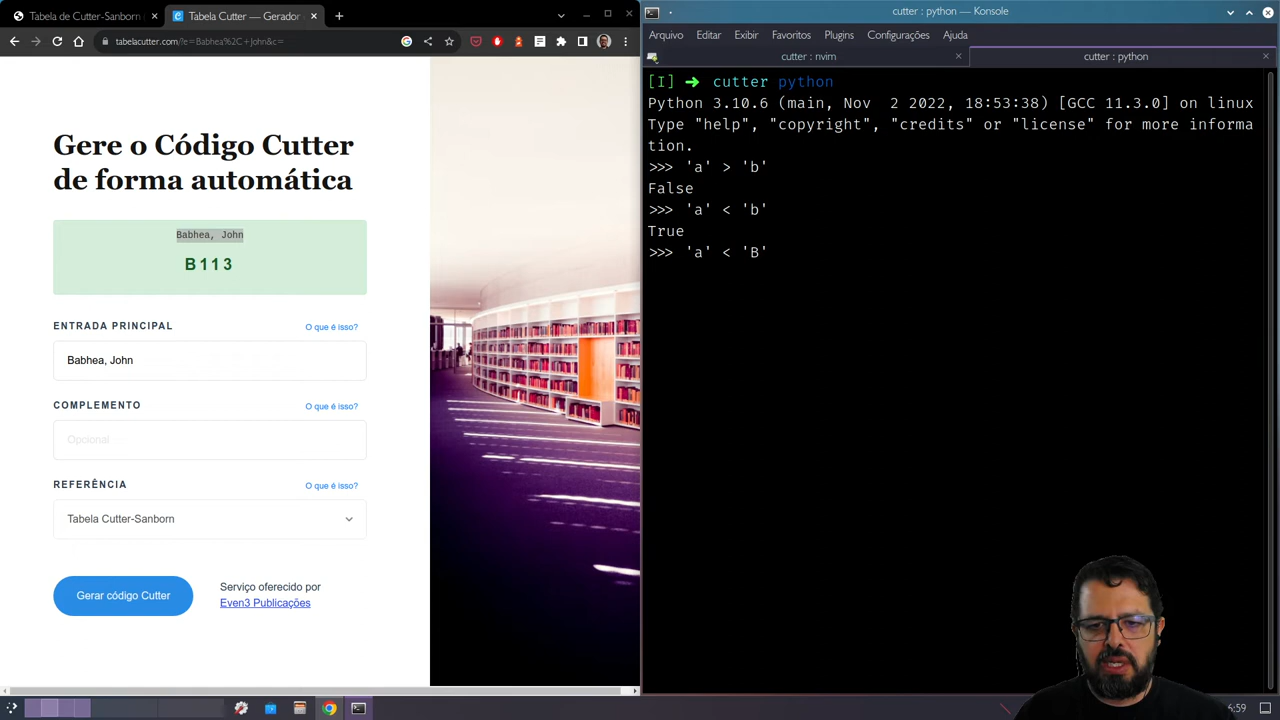 Tabela de Cutter-Sanborn
Tabela Cutter — Gerador
tabelacutter.com/?e=Babhea%2C+John&c=
Gere o Código Cutter
de forma automática
Babhea, John
B113
ENTRADA PRINCIPAL
O que é isso?
Babhea, John
COMPLEMENTO
O que é isso?
Opcional
REFERÊNCIA
O que é isso?
Tabela Cutter-Sanborn
Gerar código Cutter
Serviço oferecido por
Even3 Publicações
cutter : python — Konsole
Arquivo Editar Exibir Favoritos Plugins Configurações Ajuda
cutter : nvim
cutter : python
[I] ➜ cutter python
Python 3.10.6 (main, Nov  2 2022, 18:53:38) [GCC 11.3.0] on linux
Type "help", "copyright", "credits" or "license" for more informa
tion.
>>> 'a' > 'b'
False
>>> 'a' < 'b'
True
>>> 'a' < 'B'